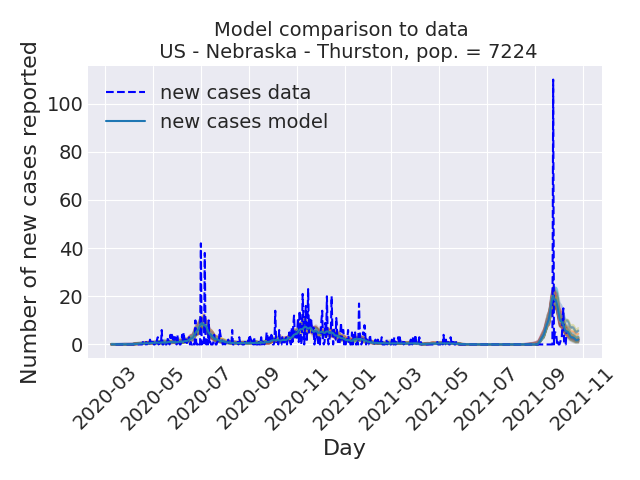 Model comparison to data
US - Nebraska - Thurston, pop. = 7224
Number of new cases reported
100
80
60
40
20
0
new cases data
new cases model
2020-03
2020-05
2020-07
2020-09
2020-11
2021-01
2021-03
2021-05
2021-07
2021-09
2021-11
Day